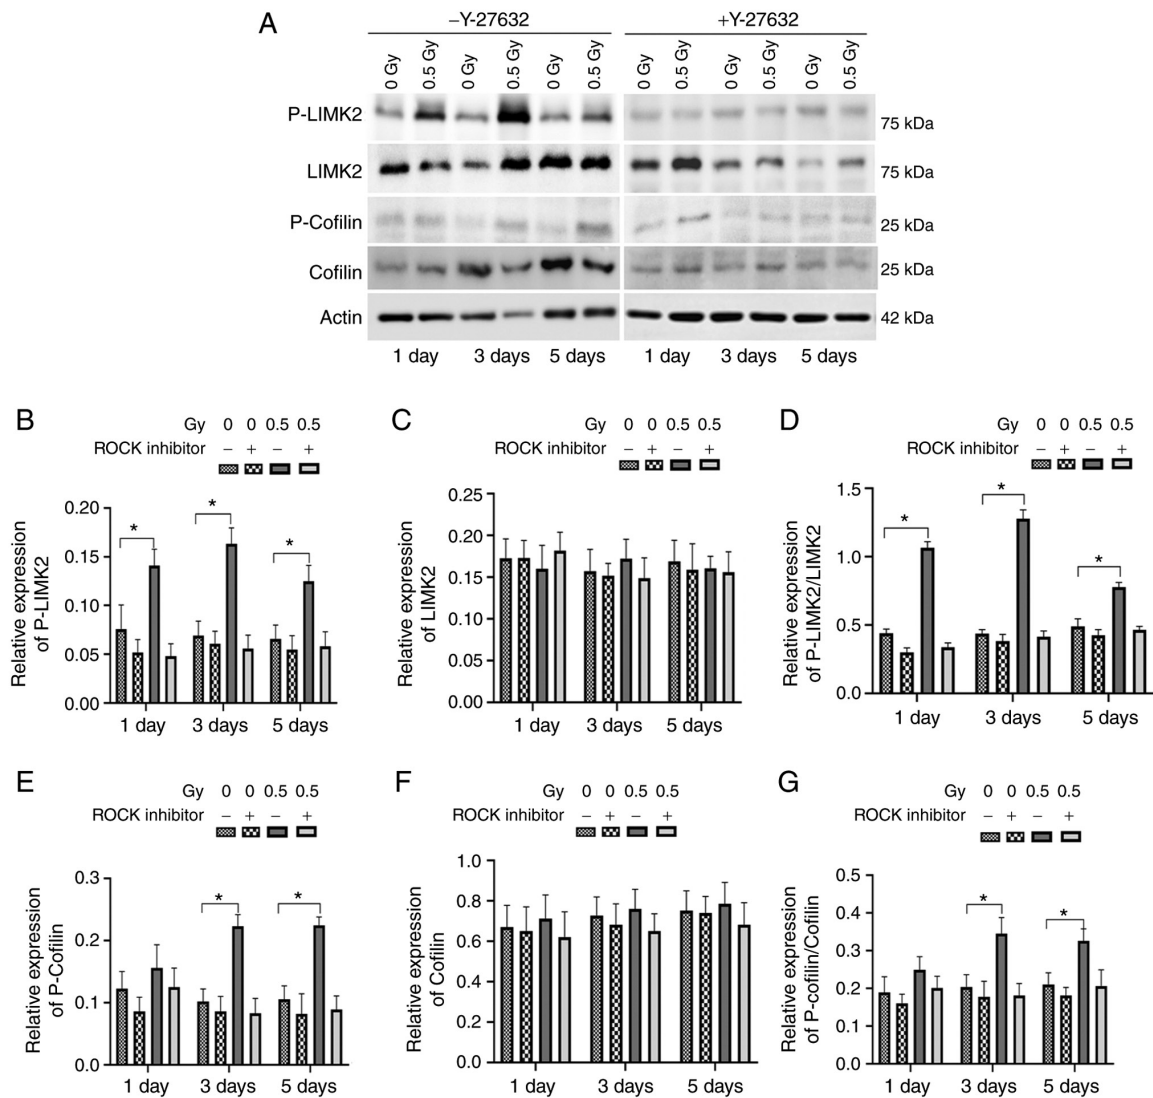 A
–Y-27632 +Y-27632
0 Gy 0.5 Gy 0 Gy 0.5 Gy 0 Gy 0.5 Gy 0 Gy 0.5 Gy 0 Gy 0.5 Gy 0 Gy 0.5 Gy
P-LIMK2 75 kDa
LIMK2 75 kDa
P-Cofilin 25 kDa
Cofilin 25 kDa
Actin 42 kDa
1 day 3 days 5 days 1 day 3 days 5 days
B
Gy 0 0 0.5 0.5
ROCK inhibitor – + – +
Relative expression
of P-LIMK2
0.20
0.15
0.10
0.05
0.00
* * *
1 day 3 days 5 days
C
Gy 0 0 0.5 0.5
ROCK inhibitor – + – +
Relative expression
of LIMK2
0.25
0.20
0.15
0.10
0.05
0.00
1 day 3 days 5 days
D
Gy 0 0 0.5 0.5
ROCK inhibitor – + – +
Relative expression
of P-LIMK2/LIMK2
1.5
1.0
0.5
0.0
* * *
1 day 3 days 5 days
E
Gy 0 0 0.5 0.5
ROCK inhibitor – + – +
Relative expression
of P-Cofilin
0.3
0.2
0.1
0.0
* *
1 day 3 days 5 days
F
Gy 0 0 0.5 0.5
ROCK inhibitor – + – +
Relative expression
of Cofilin
1.0
0.8
0.6
0.4
0.2
0.0
1 day 3 days 5 days
G
Gy 0 0 0.5 0.5
ROCK inhibitor – + – +
Relative expression
of P-cofilin/Cofilin
0.5
0.4
0.3
0.2
0.1
0.0
* *
1 day 3 days 5 days